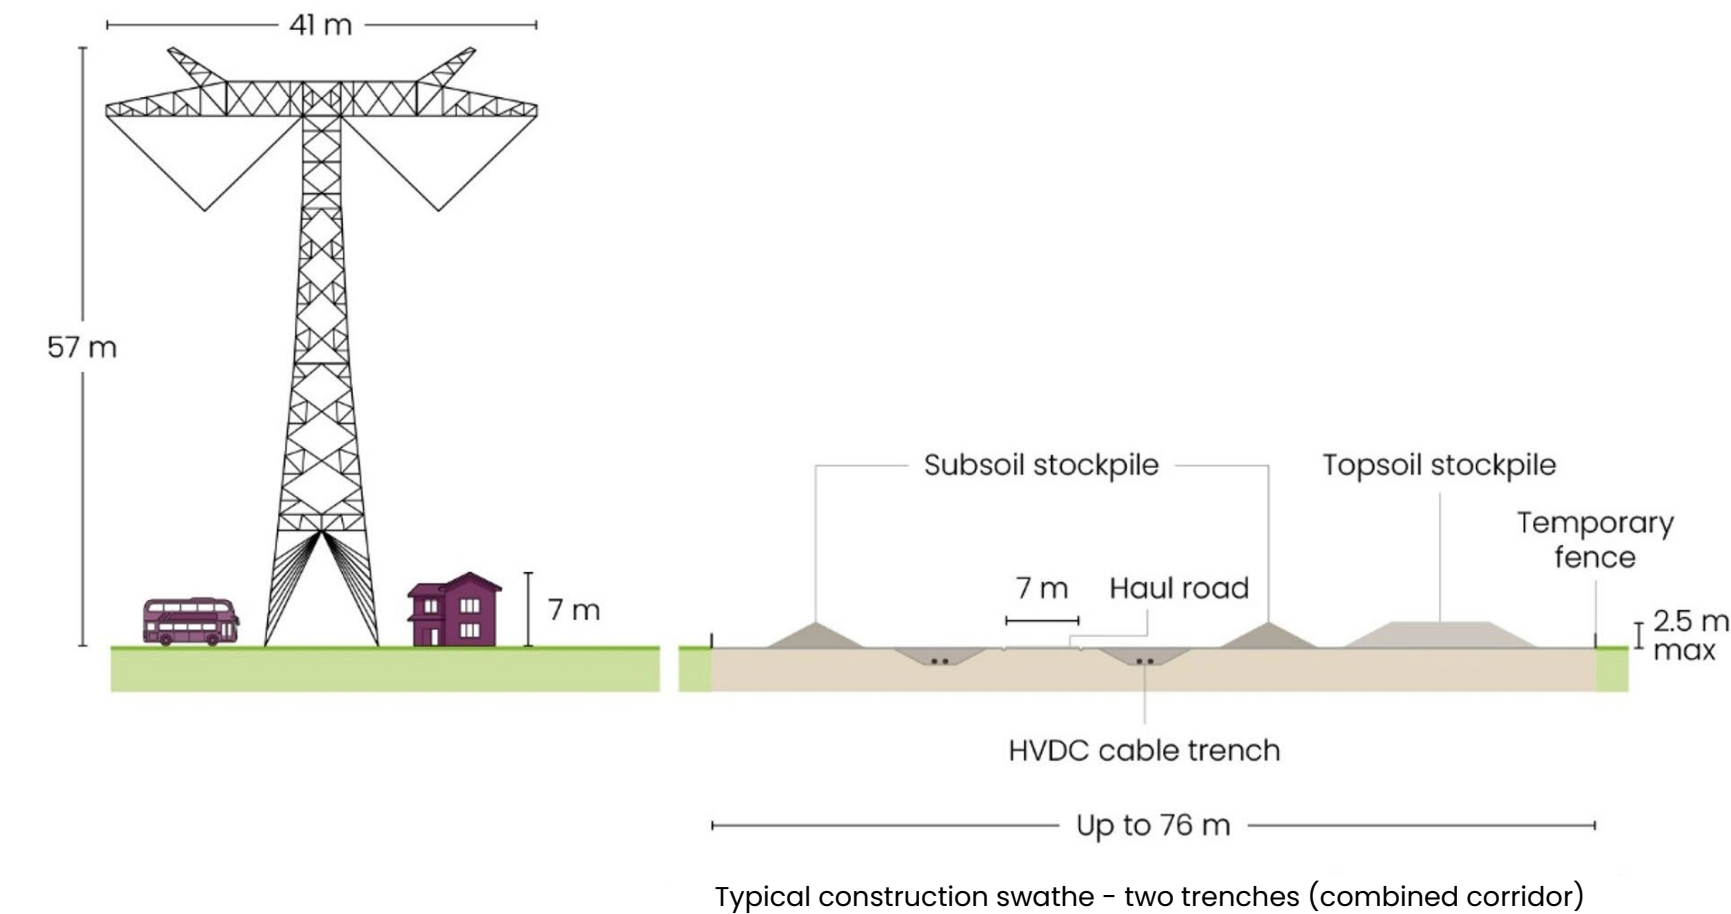 41 m
57 m
7 m
Subsoil stockpile
Topsoil stockpile
Temporary
fence
7 m
Haul road
2.5 m
max
HVDC cable trench
Up to 76 m
Typical construction swathe - two trenches (combined corridor)